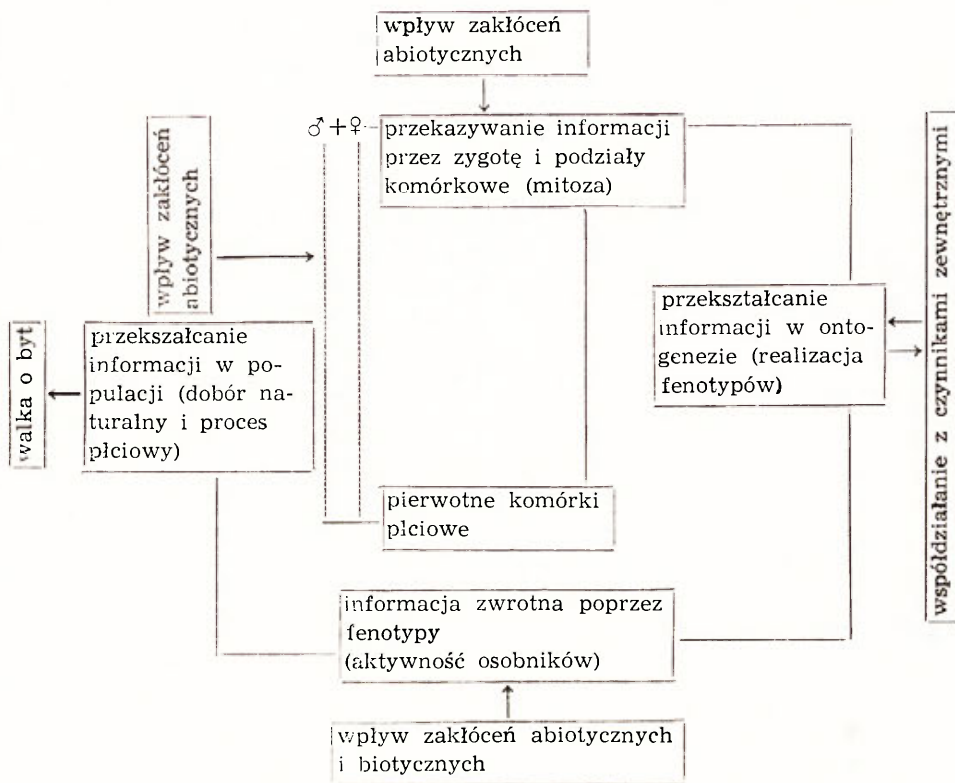 wpływ zakłóceń
abiotycznych
♂+♀
przekazywanie informacji
przez zygotę i podziały
komórkowe (mitoza)
wpływ zakłóceń
abiotycznych
przekształcanie
informacji w onto-
genezie (realizacja
fenotypów)
współdziałanie z czynnikami zewnętrznymi
walka o byt
przekszałcanie
informacji w po-
pulacji (dobór na-
turalny i proces
płciowy)
pierwotne komórki
płciowe
informacja zwrotna poprzez
fenotypy
(aktywność osobników)
wpływ zakłóceń abiotycznych
i biotycznych